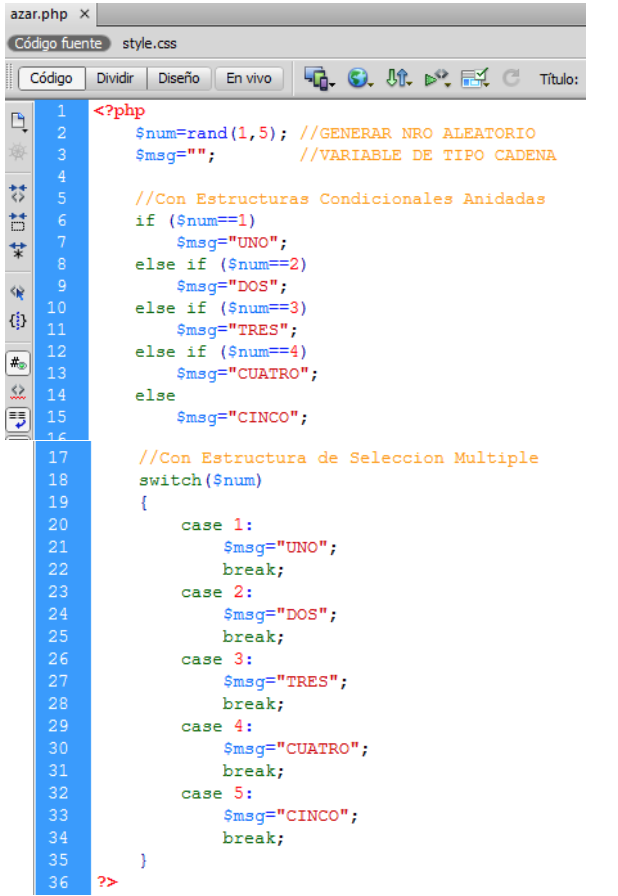 azar.php ×
Código fuente style.css
Código Dividir Diseño En vivo Título:
1 <?php
2 $num=rand(1,5); //GENERAR NRO ALEATORIO
3 $msg=""; //VARIABLE DE TIPO CADENA
4
5 //Con Estructuras Condicionales Anidadas
6 if ($num==1)
7 $msg="UNO";
8 else if ($num==2)
9 $msg="DOS";
10 else if ($num==3)
11 $msg="TRES";
12 else if ($num==4)
13 $msg="CUATRO";
14 else
15 $msg="CINCO";
16
17 //Con Estructura de Seleccion Multiple
18 switch($num)
19 {
20 case 1:
21 $msg="UNO";
22 break;
23 case 2:
24 $msg="DOS";
25 break;
26 case 3:
27 $msg="TRES";
28 break;
29 case 4:
30 $msg="CUATRO";
31 break;
32 case 5:
33 $msg="CINCO";
34 break;
35 }
36 ?>